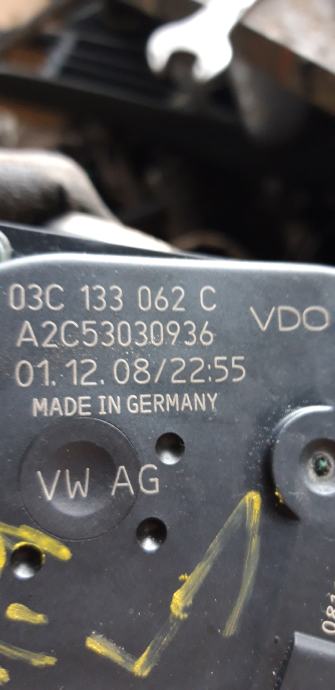 03C 133 062 C
VDO
A2C53030936
01.12.08/22:55
MADE IN GERMANY
VW AG